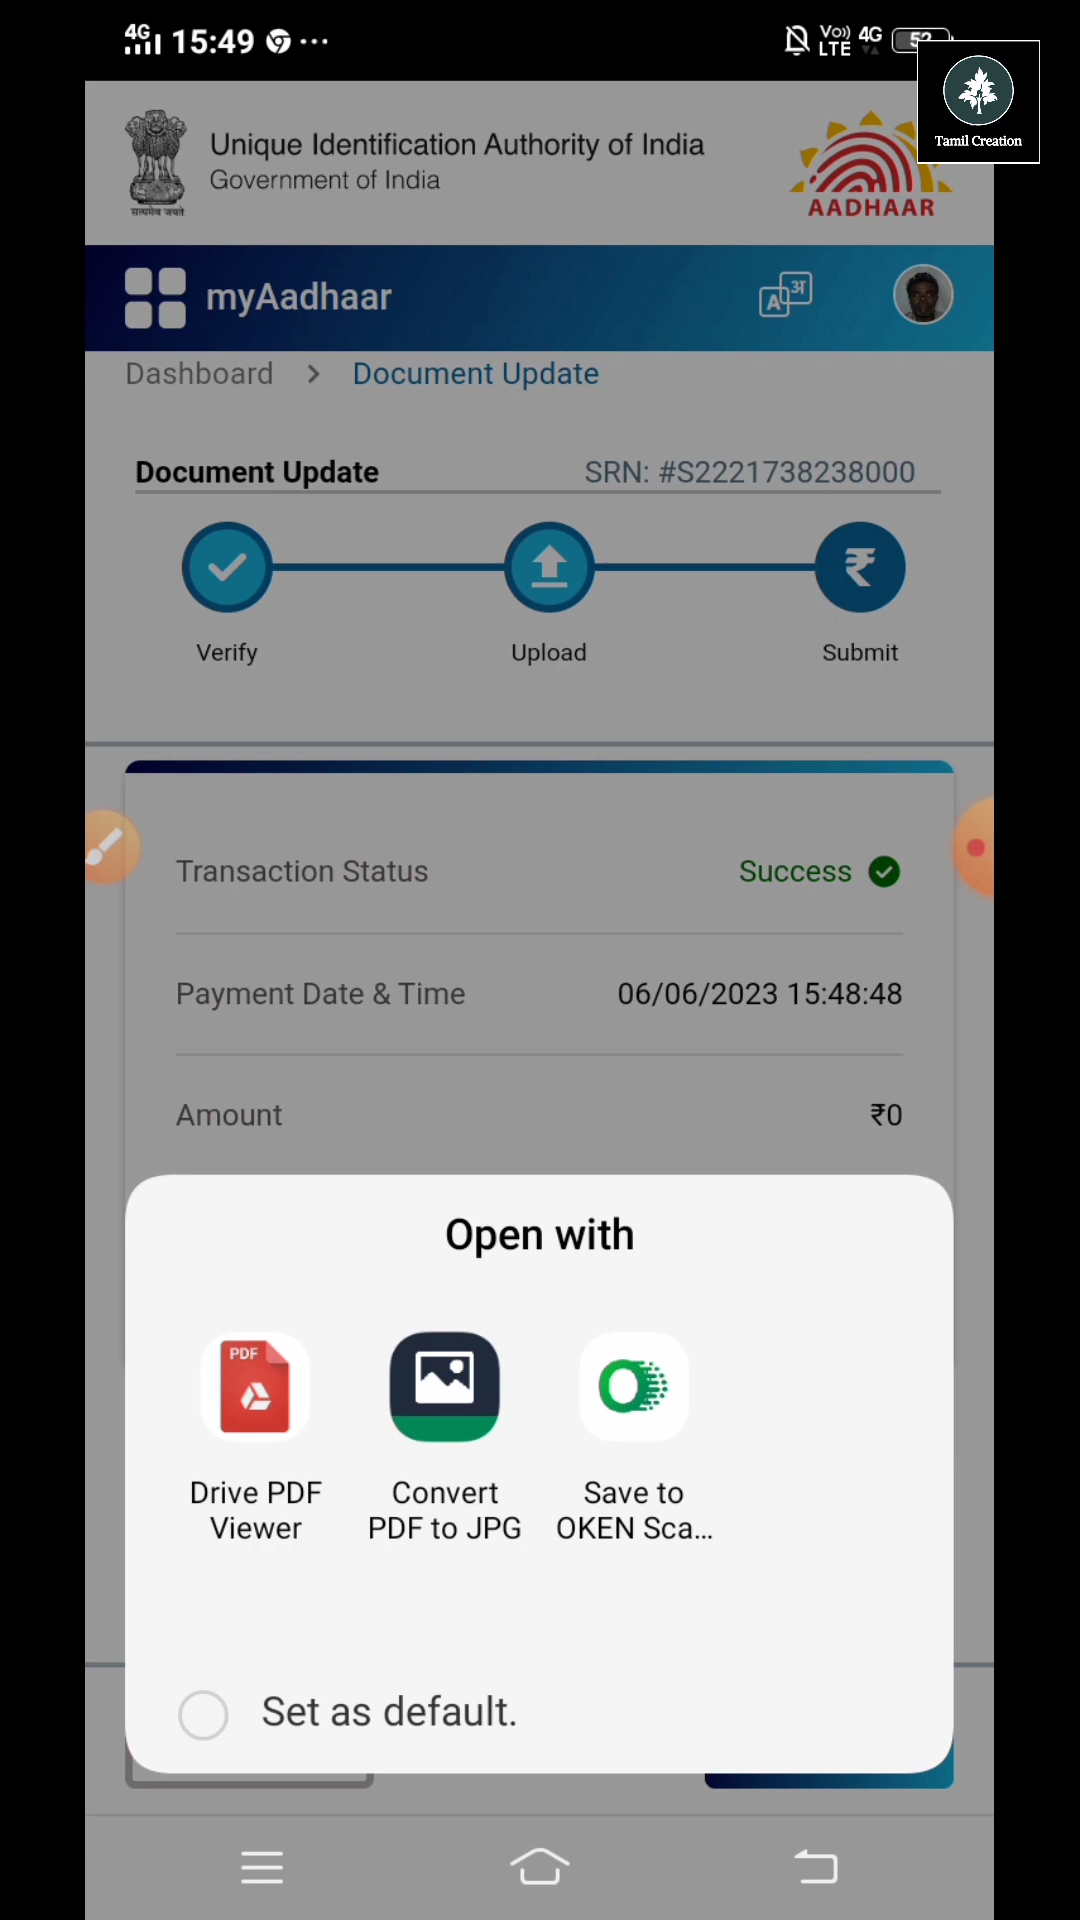 4G 15:49
Vo)) LTE 4G
Tamil Creation
Unique Identification Authority of India
Government of India
सत्यमेव जयते
AADHAAR
myAadhaar
A अ
Dashboard > Document Update
Document Update SRN: #S2221738238000
₹
Verify Upload Submit
Transaction Status Success
Payment Date & Time 06/06/2023 15:48:48
Amount ₹0
Open with
PDF
Drive PDF Viewer
Convert PDF to JPG
Save to OKEN Sca...
Set as default.